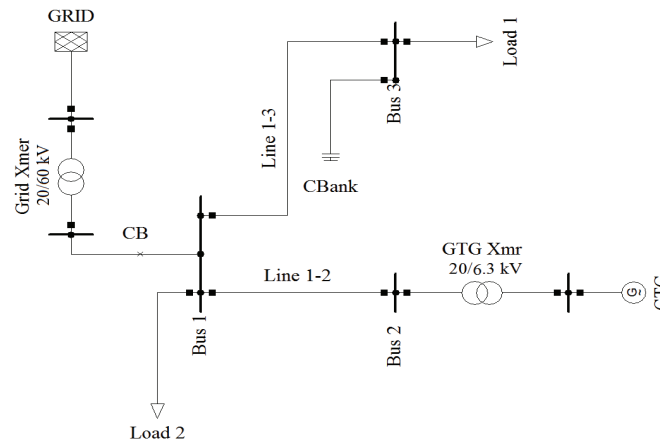 GRID
Grid Xmer
20/60 kV
CB
Line 1-3
Bus 3
Load 1
CBank
Line 1-2
Bus 1
Bus 2
GTG Xmr
20/6.3 kV
G
~
GTG
Load 2